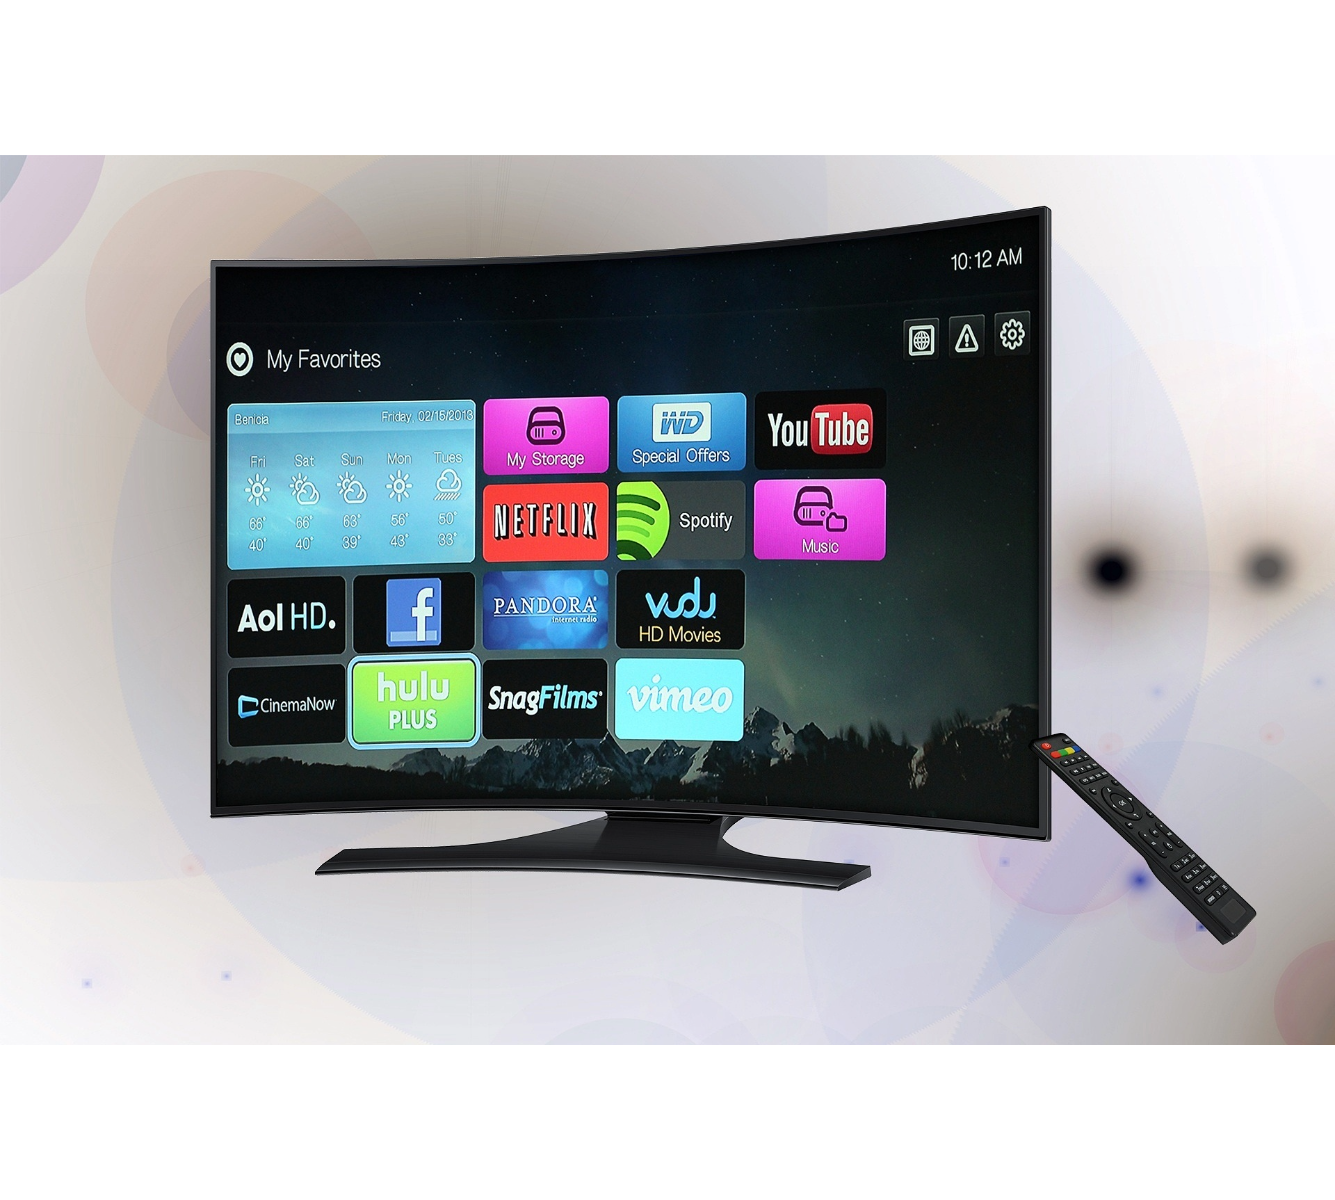 10:12 AM
My Favorites
Benicia Friday, 02/15/2013
Fri Sat Sun Mon Tues
66° 66° 63° 56° 50°
40° 40° 39° 43° 33°
My Storage
WD
Special Offers
YouTube
NETFLIX
Spotify
Music
Aol HD.
f
PANDORA
internet radio
vudu
HD Movies
CinemaNow
hulu
PLUS
SnagFilms
vimeo